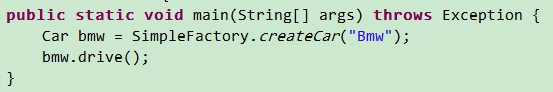 public static void main(String[] args) throws Exception {
    Car bmw = SimpleFactory.createCar("Bmw");
    bmw.drive();
}